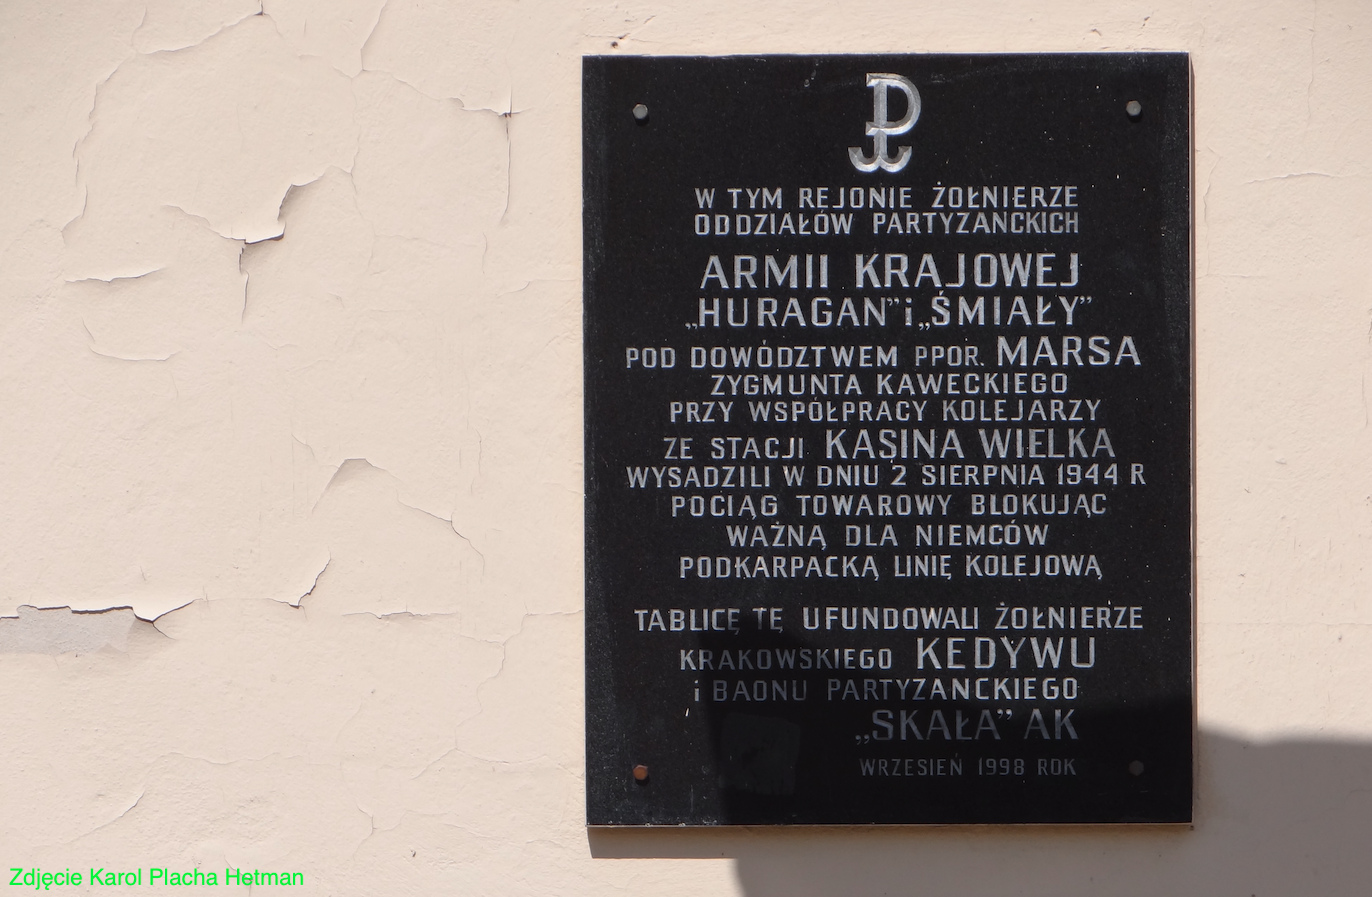 W TYM REJONIE ŻOŁNIERZE
ODDZIAŁÓW PARTYZANCKICH
ARMII KRAJOWEJ
„HURAGAN” i „ŚMIAŁY”
POD DOWÓDZTWEM PPOR. MARSA
ZYGMUNTA KAWECKIEGO
PRZY WSPÓŁPRACY KOLEJARZY
ZE STACJI KASINA WIELKA
WYSADZILI W DNIU 2 SIERPNIA 1944 R
POCIĄG TOWAROWY BLOKUJĄC
WAŻNĄ DLA NIEMCÓW
PODKARPACKĄ LINIĘ KOLEJOWĄ
TABLICĘ TĘ UFUNDOWALI ŻOŁNIERZE
KRAKOWSKIEGO KEDYWU
i BAONU PARTYZANCKIEGO
„SKAŁA” AK
WRZESIEŃ 1998 ROK
Zdjęcie Karol Placha Hetman